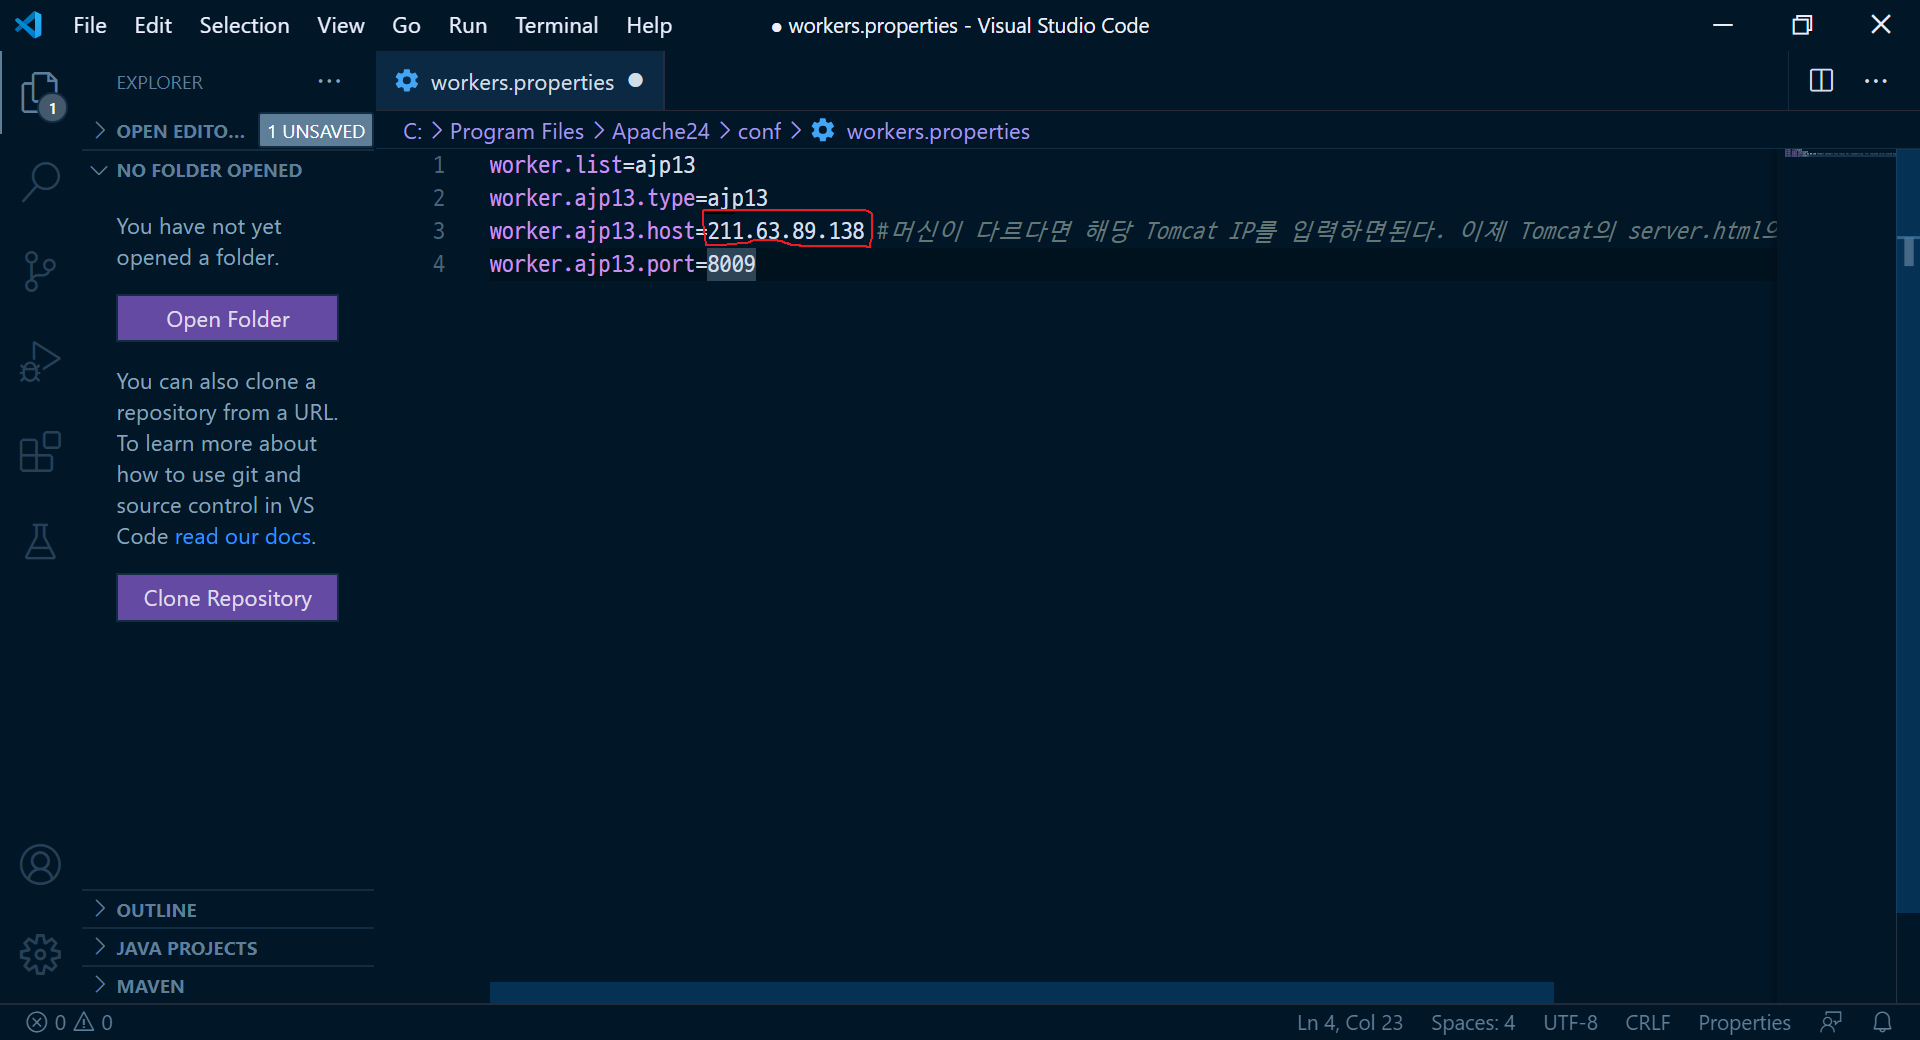 File Edit Selection View Go Run Terminal Help ● workers.properties - Visual Studio Code
EXPLORER ···
1
OPEN EDITO... 1 UNSAVED
NO FOLDER OPENED
You have not yet
opened a folder.
Open Folder
You can also clone a
repository from a URL.
To learn more about
how to use git and
source control in VS
Code read our docs.
Clone Repository
OUTLINE
JAVA PROJECTS
MAVEN
workers.properties ●
C: > Program Files > Apache24 > conf > workers.properties
1 worker.list=ajp13
2 worker.ajp13.type=ajp13
3 worker.ajp13.host=211.63.89.138 #머신이 다르다면 해당 Tomcat IP를 입력하면된다. 이제 Tomcat의 server.html의
4 worker.ajp13.port=8009
0 0 Ln 4, Col 23 Spaces: 4 UTF-8 CRLF Properties